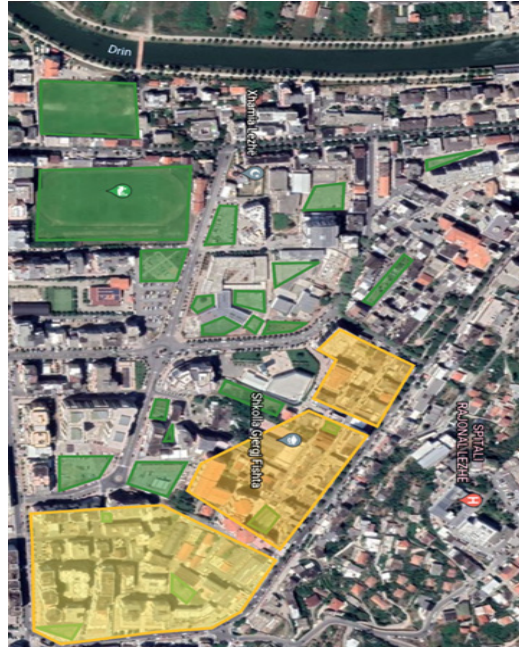 Drin
Xhamia Lezhë
Shkolla Gjergj Fishta
SPITALI
RAJONAL LEZHË
H